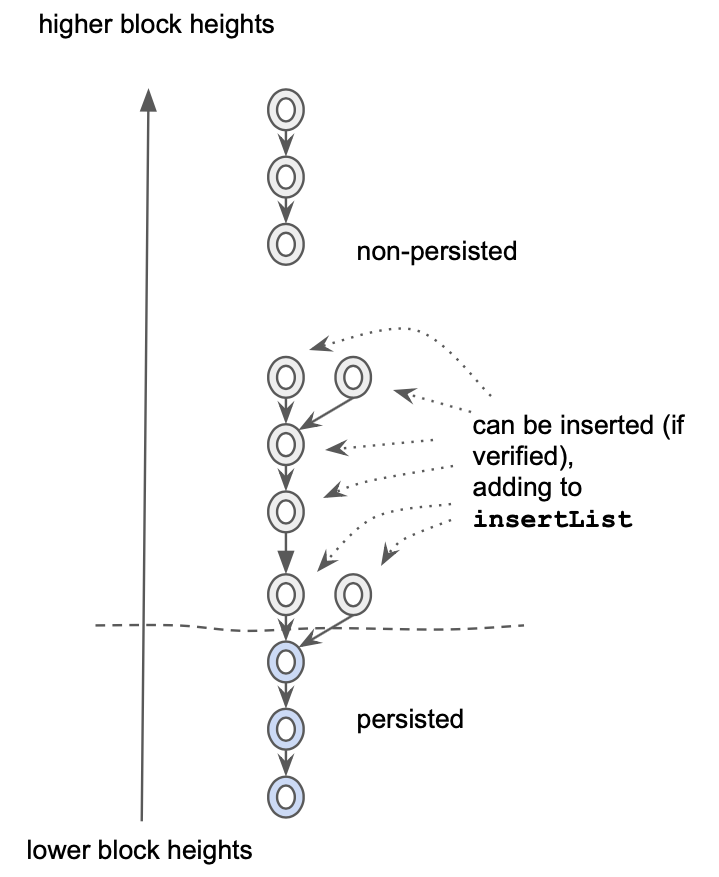 higher block heights
non-persisted
can be inserted (if
verified),
adding to
insertList
persisted
lower block heights